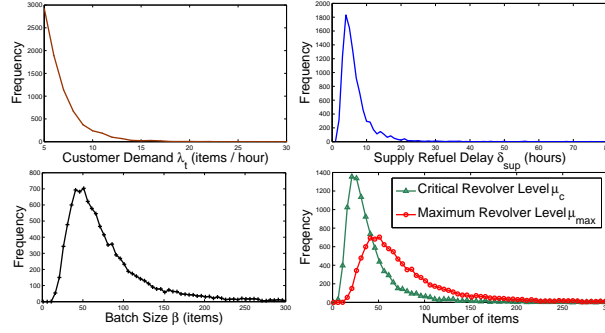 3000
2500
2000
1500
1000
500
0
Frequency
5 10 15 20 25 30
Customer Demand λt (items / hour)
2000
1800
1600
1400
1200
1000
800
600
400
200
0
Frequency
0 10 20 30 40 50 60 70
Supply Refuel Delay δsup (hours)
800
700
600
500
400
300
200
100
0
Frequency
0 50 100 150 200 250 300
Batch Size β (items)
1400
1200
1000
800
600
400
200
0
Frequency
Critical Revolver Level μc
Maximum Revolver Level μmax
0 50 100 150 200 250
Number of items